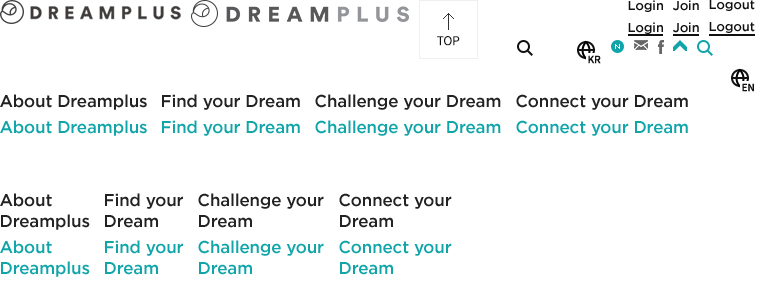 DREAMPLUS DREAMPLUS
TOP
Login Join Logout
Login Join Logout
KR
N
EN
About Dreamplus Find your Dream Challenge your Dream Connect your Dream
About Dreamplus Find your Dream Challenge your Dream Connect your Dream
About Dreamplus
Find your Dream
Challenge your Dream
Connect your Dream
About Dreamplus
Find your Dream
Challenge your Dream
Connect your Dream